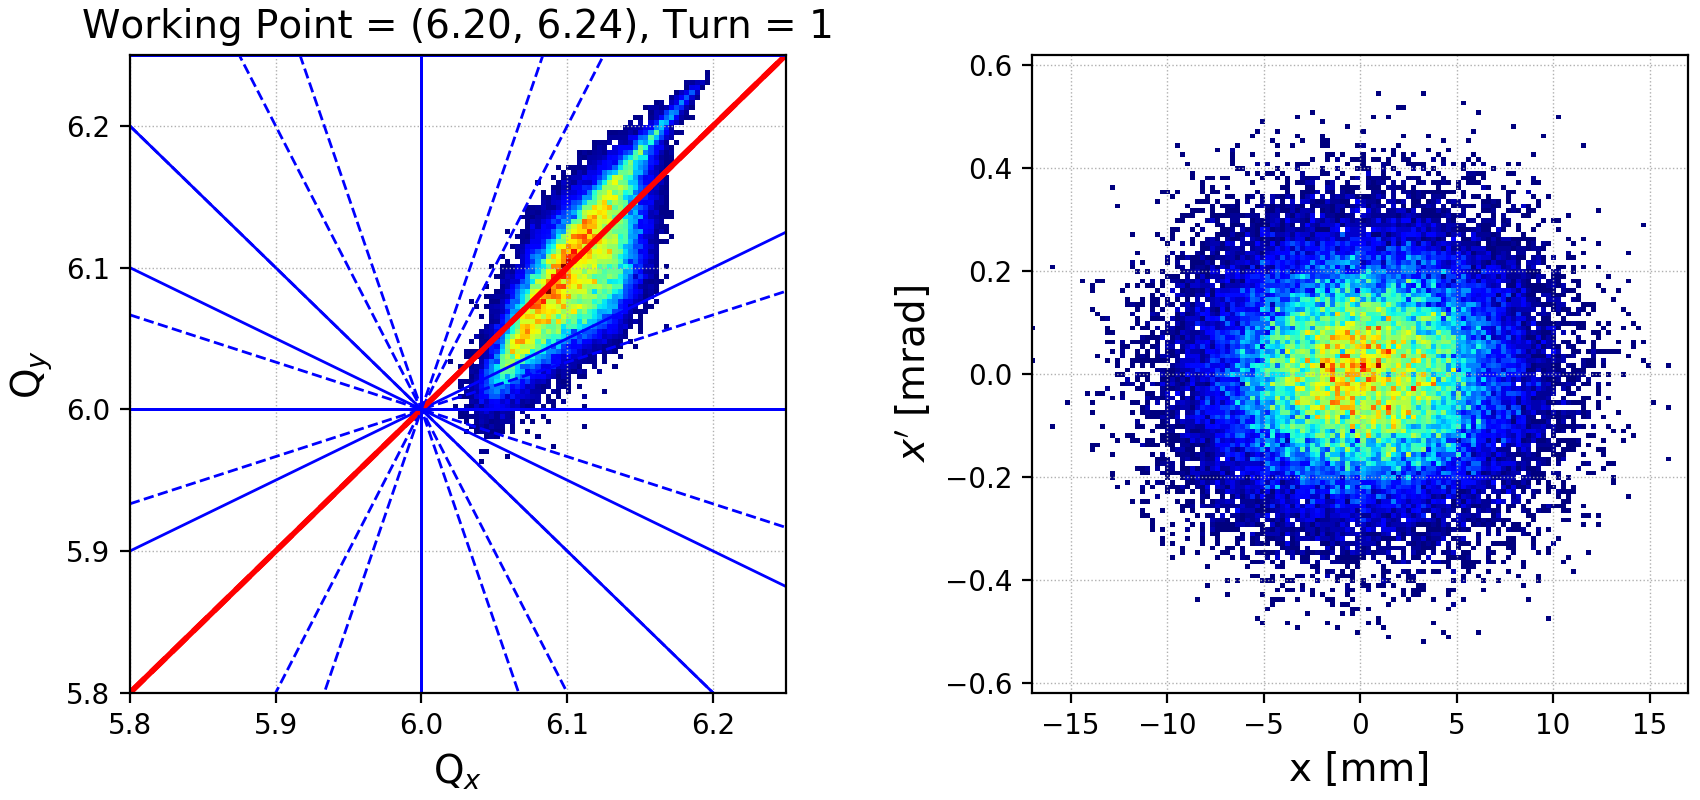 Working Point = (6.20, 6.24), Turn = 1
6.2
6.1
6.0
5.9
5.8
Q_y
5.8 5.9 6.0 6.1 6.2
Q_x
0.6
0.4
0.2
0.0
−0.2
−0.4
−0.6
x′ [mrad]
−15 −10 −5 0 5 10 15
x [mm]